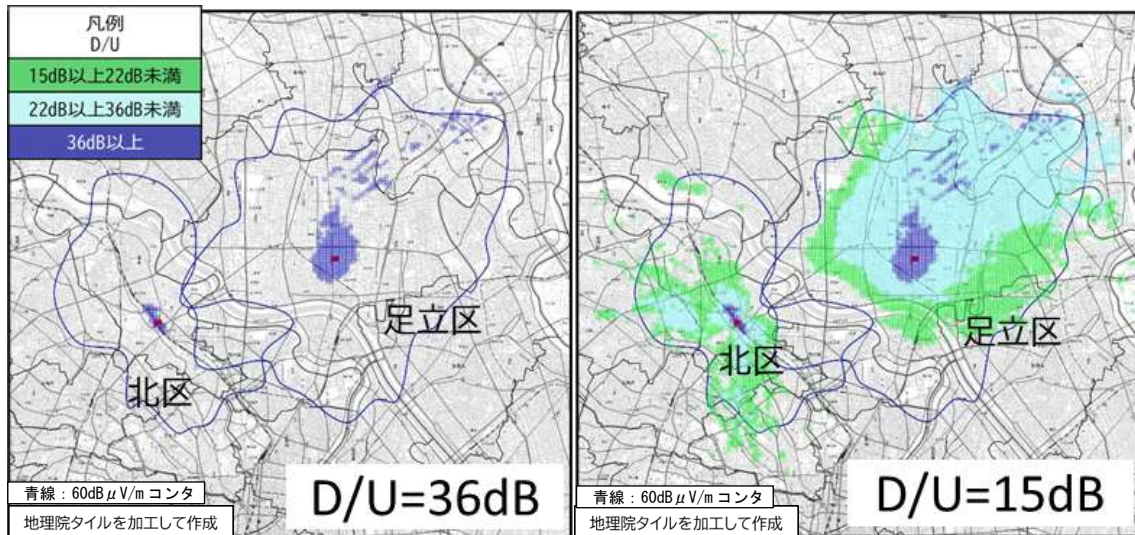 凡例
D/U
15dB以上22dB未満
22dB以上36dB未満
36dB以上
足立区
北区
青線：60dBμV/mコンタ
地理院タイルを加工して作成
D/U=36dB
足立区
北区
青線：60dBμV/mコンタ
地理院タイルを加工して作成
D/U=15dB